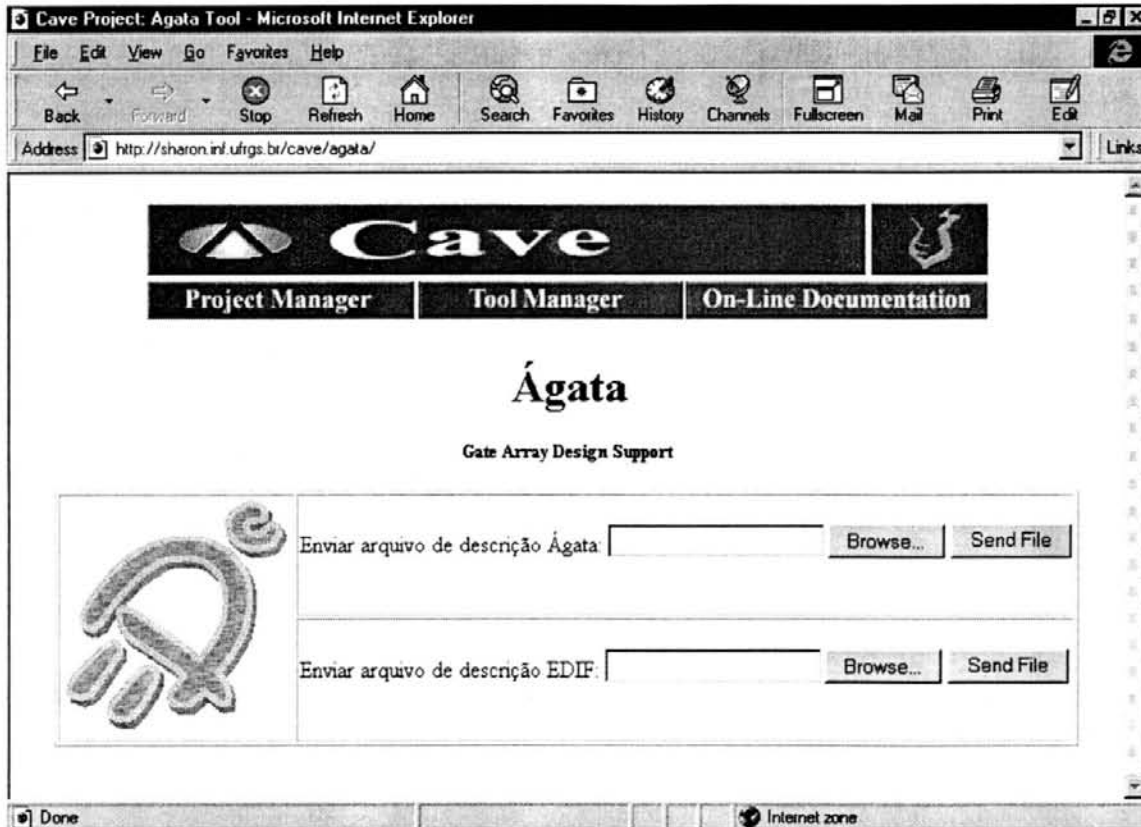 Cave Project: Agata Tool - Microsoft Internet Explorer
File Edit View Go Favorites Help
Back Forward Stop Refresh Home Search Favorites History Channels Fullscreen Mail Print Edit
Address http://sharon.inf.ufrgs.br/cave/agata/ Links
Cave
Project Manager Tool Manager On-Line Documentation
Ágata
Gate Array Design Support
Enviar arquivo de descrição Ágata: Browse... Send File
Enviar arquivo de descrição EDIF: Browse... Send File
Done Internet zone